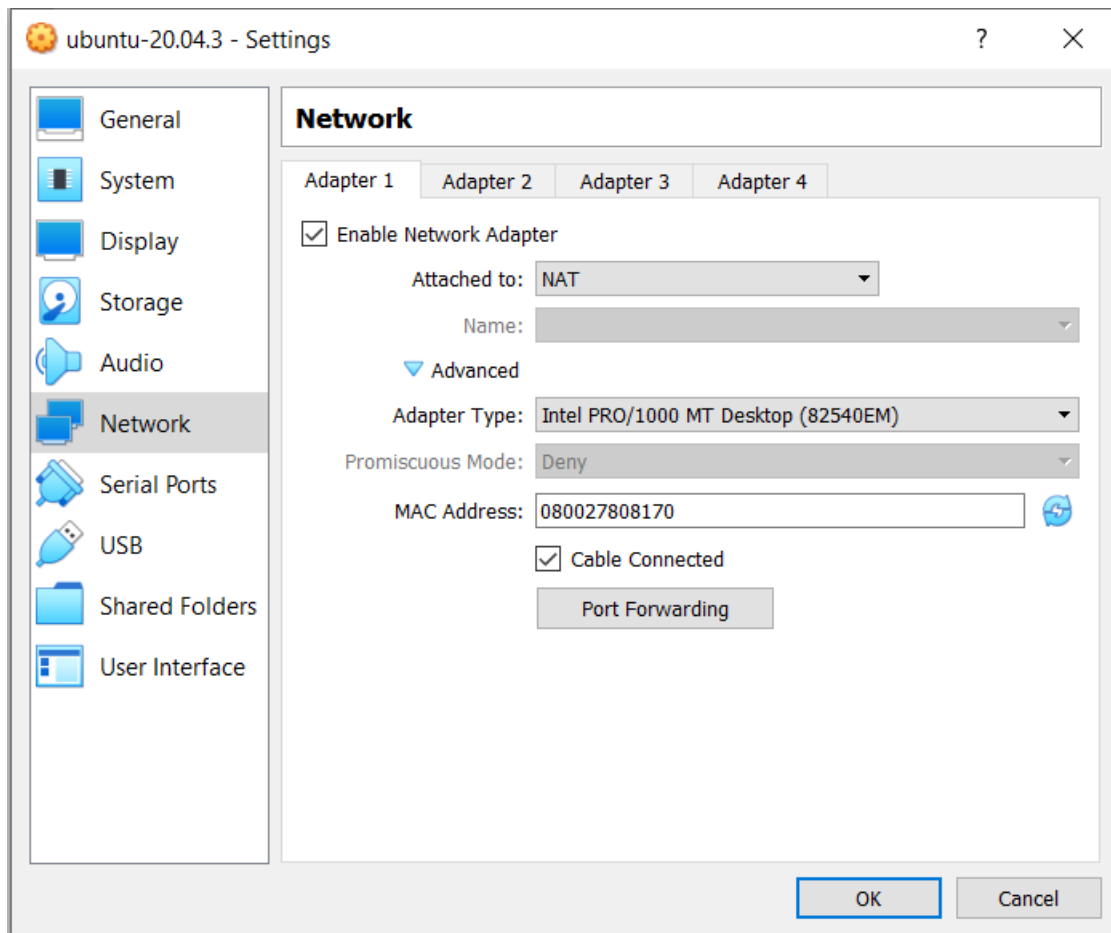 ubuntu-20.04.3 - Settings
?
General
System
Display
Storage
Audio
Network
Serial Ports
USB
Shared Folders
User Interface
Network
Adapter 1 Adapter 2 Adapter 3 Adapter 4
Enable Network Adapter
Attached to: NAT
Name:
Advanced
Adapter Type: Intel PRO/1000 MT Desktop (82540EM)
Promiscuous Mode: Deny
MAC Address: 080027808170
Cable Connected
Port Forwarding
OK Cancel